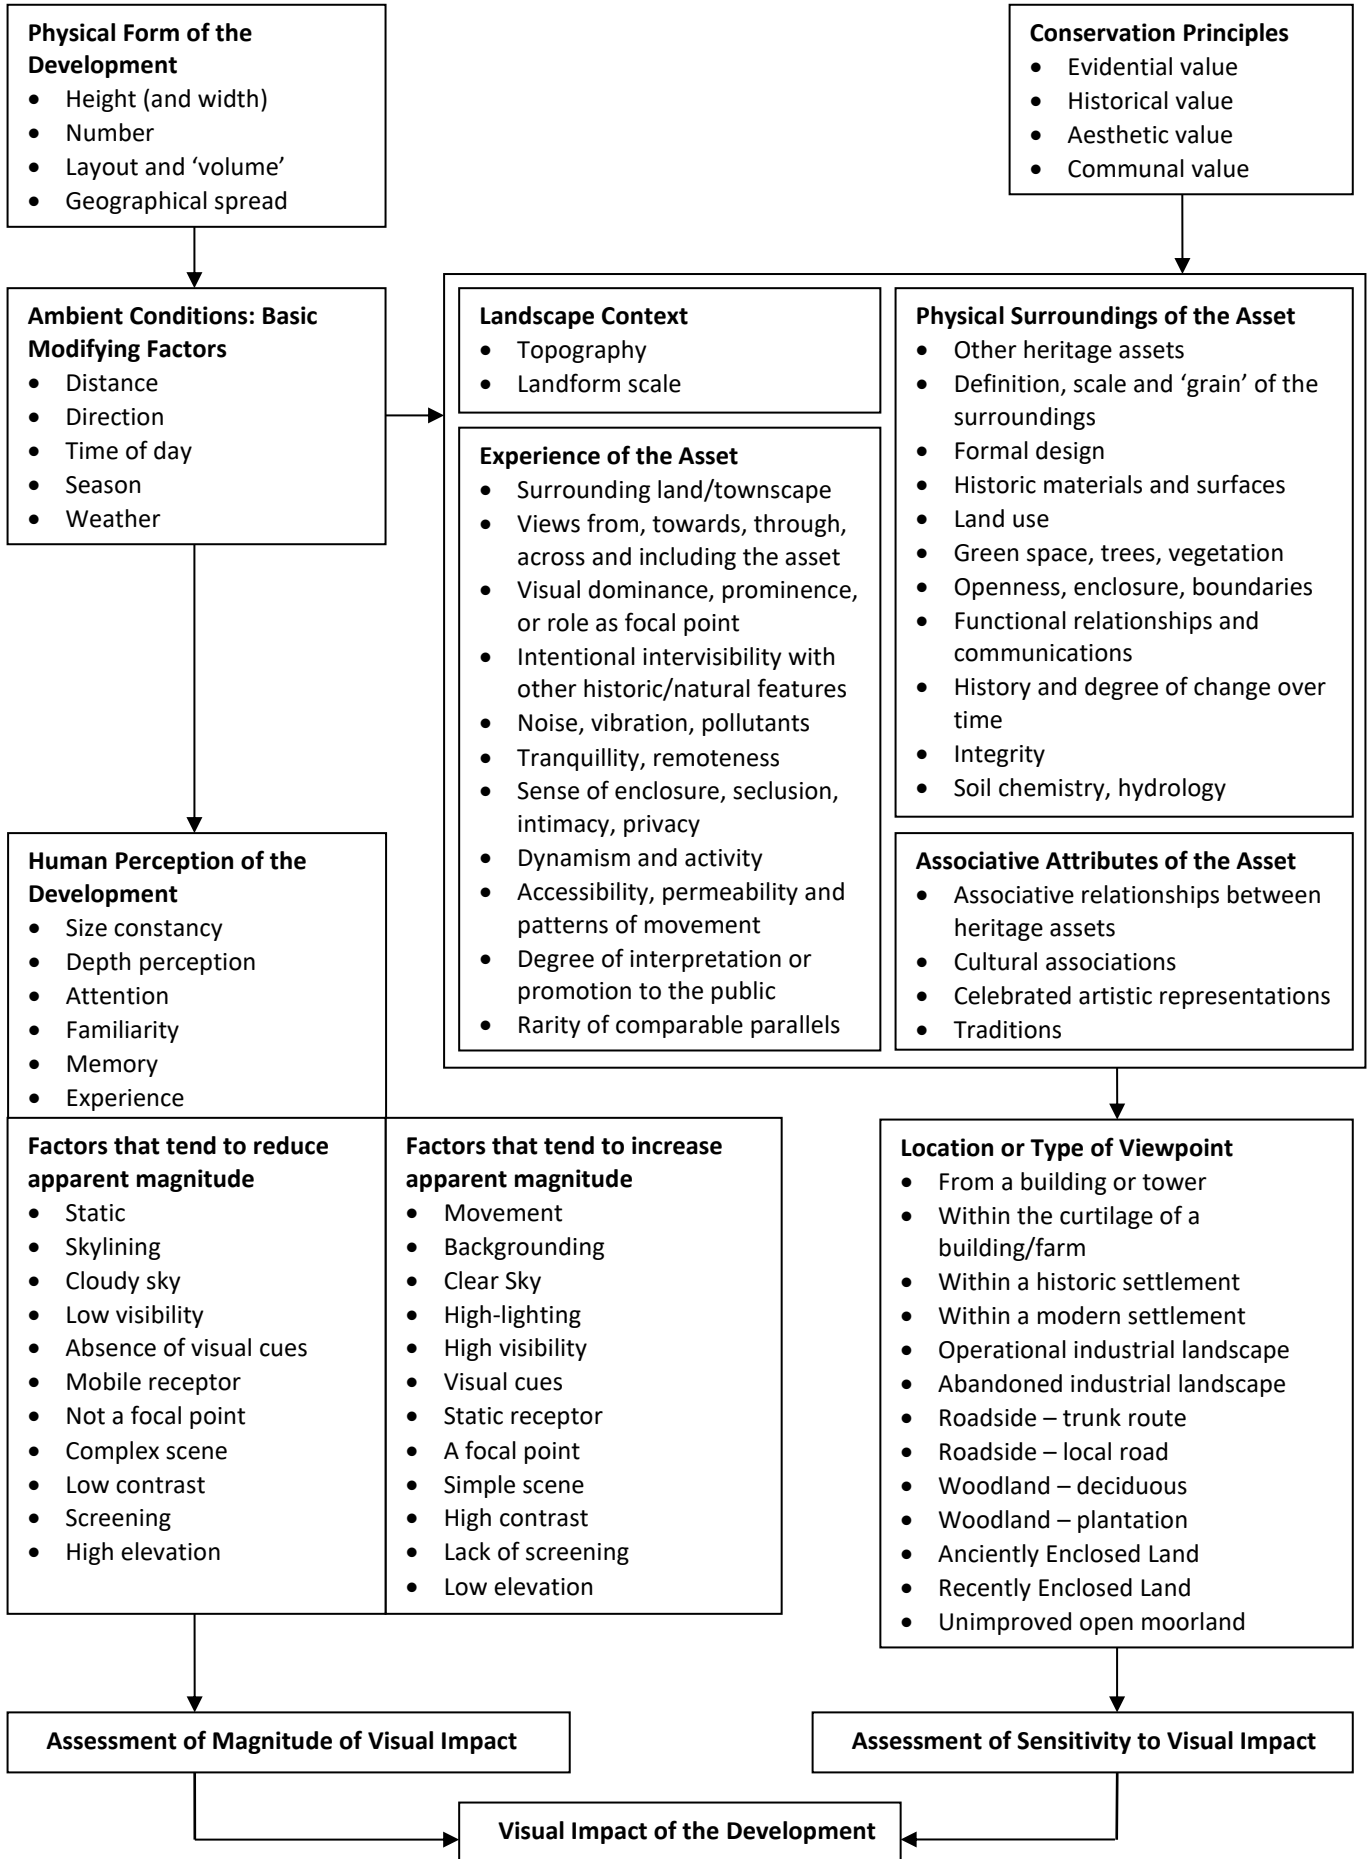 Physical Form of the
Development
• Height (and width)
• Number
• Layout and ‘volume’
• Geographical spread
Conservation Principles
• Evidential value
• Historical value
• Aesthetic value
• Communal value
Ambient Conditions: Basic
Modifying Factors
• Distance
• Direction
• Time of day
• Season
• Weather
Landscape Context
• Topography
• Landform scale
Experience of the Asset
• Surrounding land/townscape
• Views from, towards, through,
across and including the asset
• Visual dominance, prominence,
or role as focal point
• Intentional intervisibility with
other historic/natural features
• Noise, vibration, pollutants
• Tranquillity, remoteness
• Sense of enclosure, seclusion,
intimacy, privacy
• Dynamism and activity
• Accessibility, permeability and
patterns of movement
• Degree of interpretation or
promotion to the public
• Rarity of comparable parallels
Physical Surroundings of the Asset
• Other heritage assets
• Definition, scale and ‘grain’ of the
surroundings
• Formal design
• Historic materials and surfaces
• Land use
• Green space, trees, vegetation
• Openness, enclosure, boundaries
• Functional relationships and
communications
• History and degree of change over
time
• Integrity
• Soil chemistry, hydrology
Associative Attributes of the Asset
• Associative relationships between
heritage assets
• Cultural associations
• Celebrated artistic representations
• Traditions
Human Perception of the
Development
• Size constancy
• Depth perception
• Attention
• Familiarity
• Memory
• Experience
Factors that tend to reduce
apparent magnitude
• Static
• Skylining
• Cloudy sky
• Low visibility
• Absence of visual cues
• Mobile receptor
• Not a focal point
• Complex scene
• Low contrast
• Screening
• High elevation
Factors that tend to increase
apparent magnitude
• Movement
• Backgrounding
• Clear Sky
• High-lighting
• High visibility
• Visual cues
• Static receptor
• A focal point
• Simple scene
• High contrast
• Lack of screening
• Low elevation
Location or Type of Viewpoint
• From a building or tower
• Within the curtilage of a
building/farm
• Within a historic settlement
• Within a modern settlement
• Operational industrial landscape
• Abandoned industrial landscape
• Roadside – trunk route
• Roadside – local road
• Woodland – deciduous
• Woodland – plantation
• Anciently Enclosed Land
• Recently Enclosed Land
• Unimproved open moorland
Assessment of Magnitude of Visual Impact
Assessment of Sensitivity to Visual Impact
Visual Impact of the Development